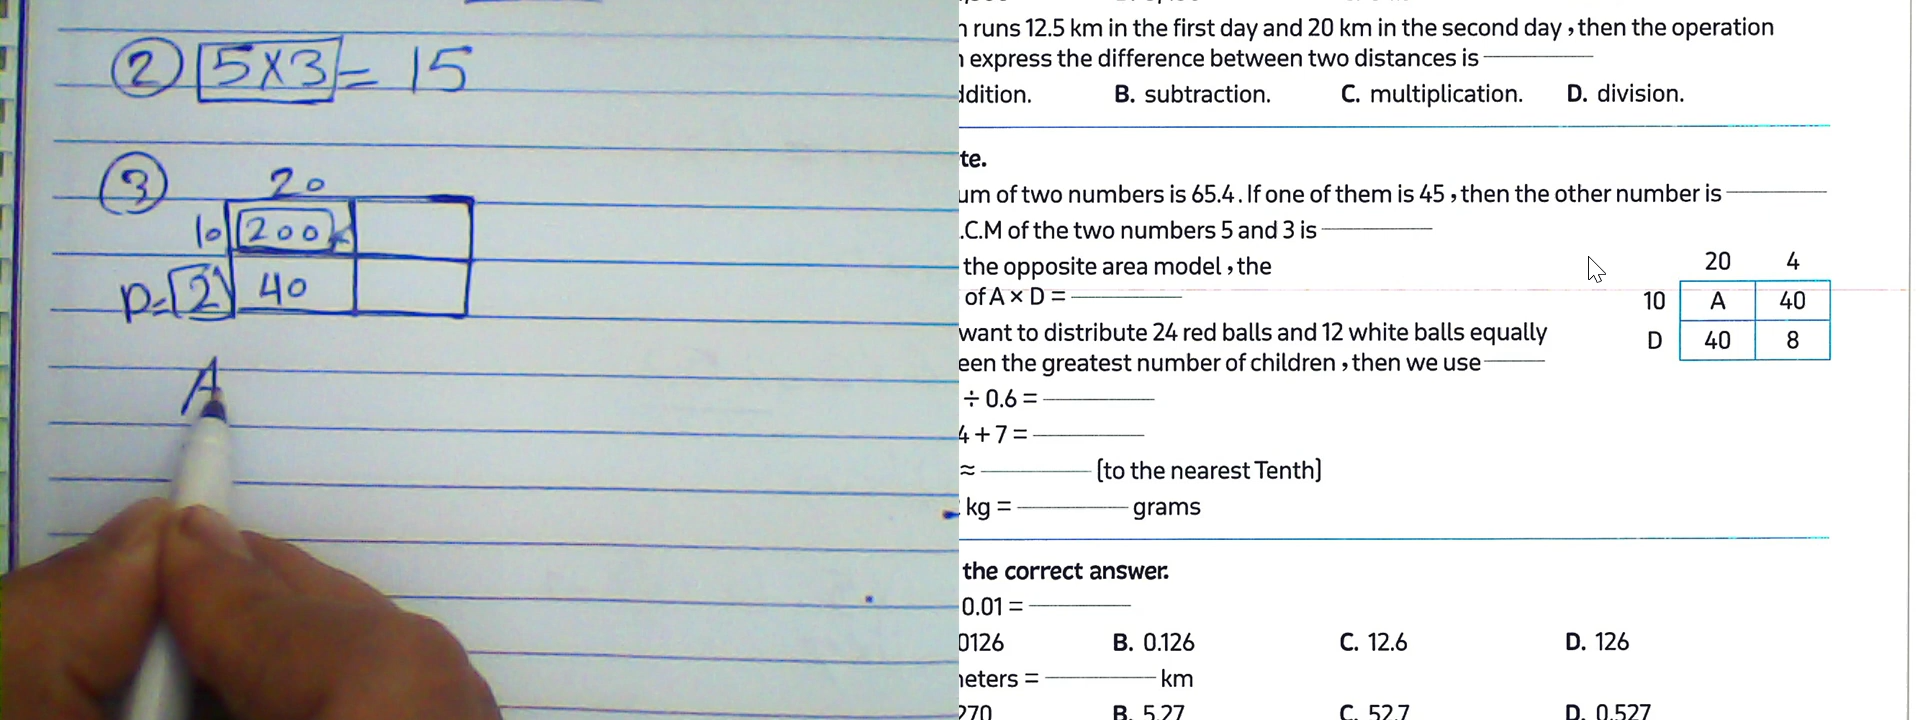 ② 5×3 = 15
③ 20
10 200
D=2 40
A
n runs 12.5 km in the first day and 20 km in the second day, then the operation
express the difference between two distances is
ddition. B. subtraction. C. multiplication. D. division.
te.
um of two numbers is 65.4. If one of them is 45, then the other number is
.C.M of the two numbers 5 and 3 is
the opposite area model, the
of A × D =
20 4
10 A 40
D 40 8
want to distribute 24 red balls and 12 white balls equally
een the greatest number of children, then we use
÷ 0.6 =
4 + 7 =
≈ (to the nearest Tenth)
kg = grams
the correct answer.
0.01 =
0126 B. 0.126 C. 12.6 D. 126
neters = km
270 B. 5.27 C. 52.7 D. 0.527